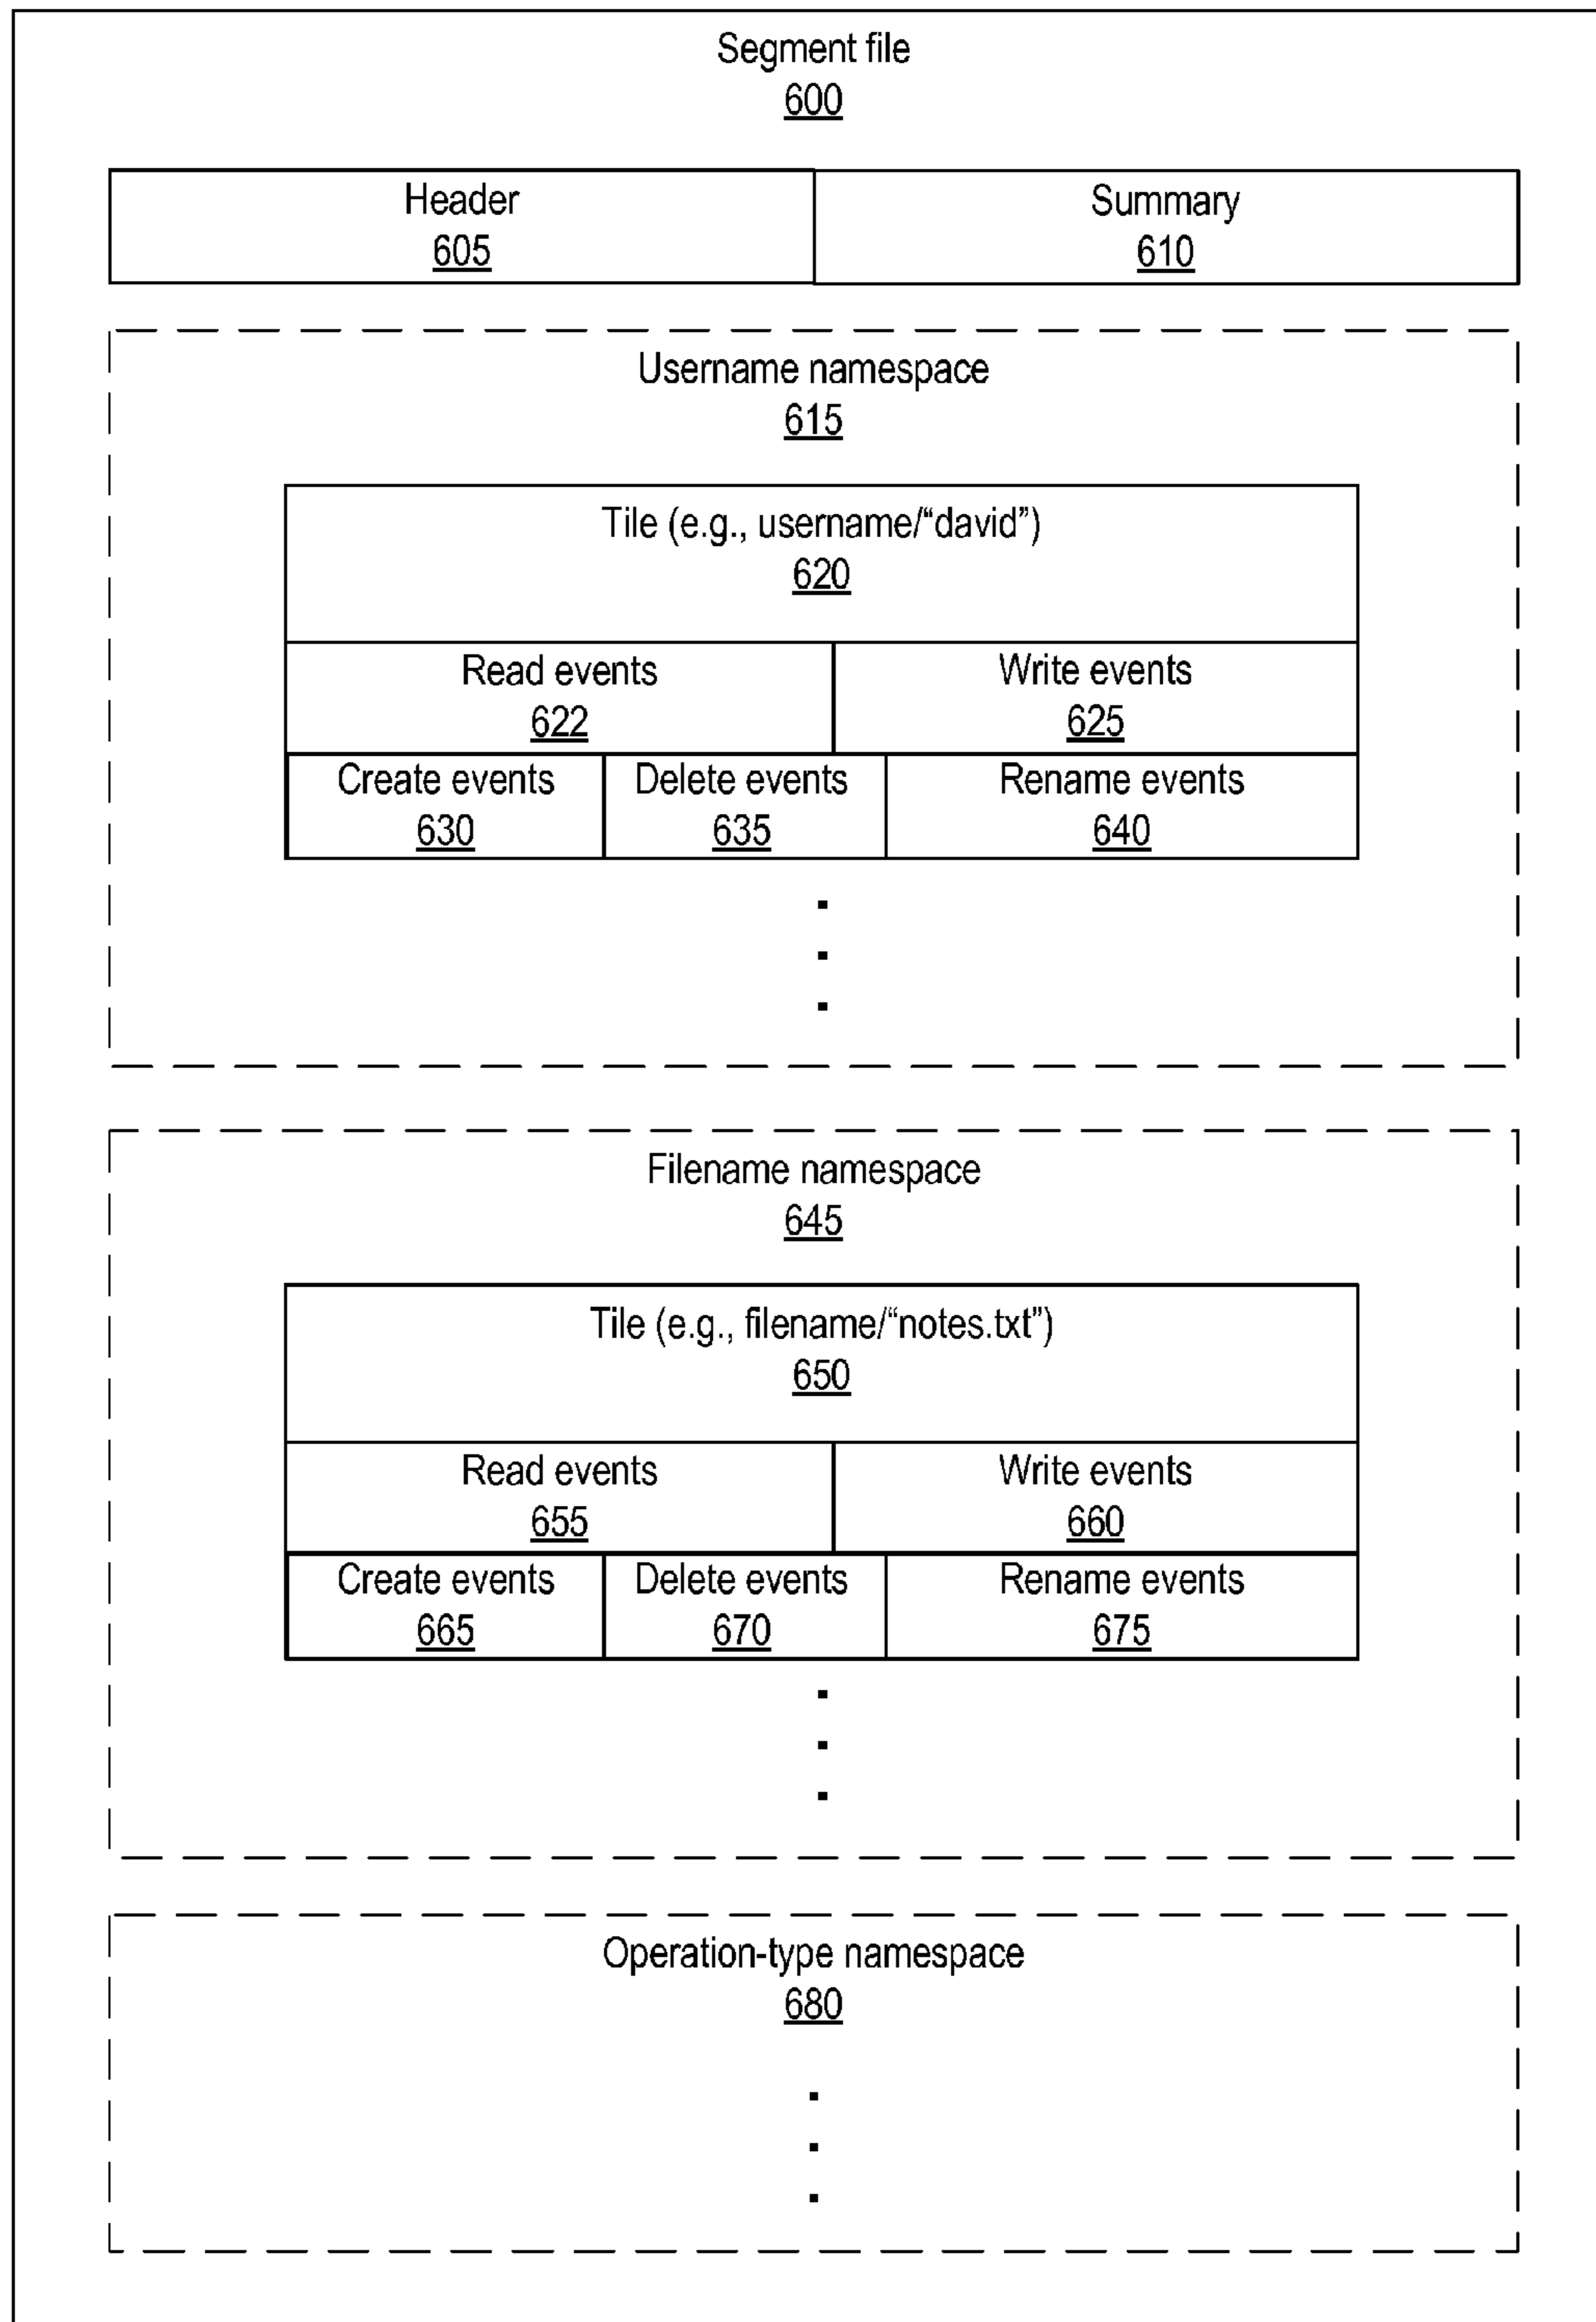 Segment file
600
Header
605
Summary
610
Username namespace
615
Tile (e.g., username/“david”)
620
Read events
622
Write events
625
Create events
630
Delete events
635
Rename events
640
Filename namespace
645
Tile (e.g., filename/“notes.txt”)
650
Read events
655
Write events
660
Create events
665
Delete events
670
Rename events
675
Operation-type namespace
680